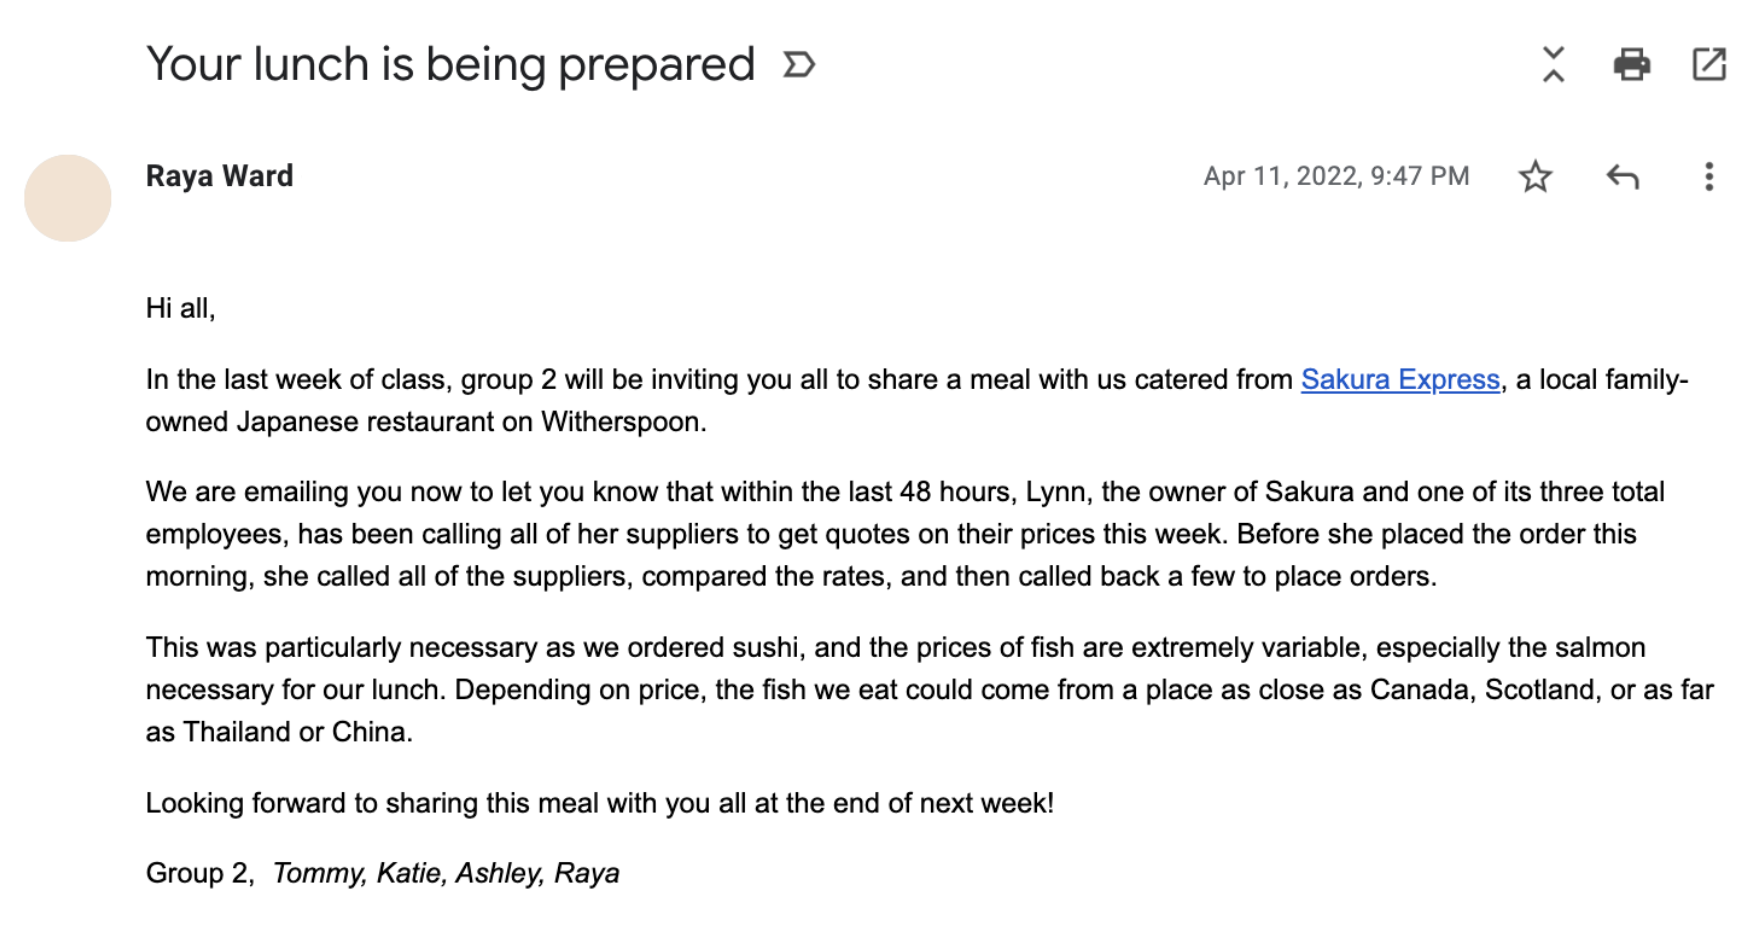 Your lunch is being prepared
Raya Ward
Apr 11, 2022, 9:47 PM
Hi all,
In the last week of class, group 2 will be inviting you all to share a meal with us catered from Sakura Express, a local family-
owned Japanese restaurant on Witherspoon.
We are emailing you now to let you know that within the last 48 hours, Lynn, the owner of Sakura and one of its three total
employees, has been calling all of her suppliers to get quotes on their prices this week. Before she placed the order this
morning, she called all of the suppliers, compared the rates, and then called back a few to place orders.
This was particularly necessary as we ordered sushi, and the prices of fish are extremely variable, especially the salmon
necessary for our lunch. Depending on price, the fish we eat could come from a place as close as Canada, Scotland, or as far
as Thailand or China.
Looking forward to sharing this meal with you all at the end of next week!
Group 2, Tommy, Katie, Ashley, Raya